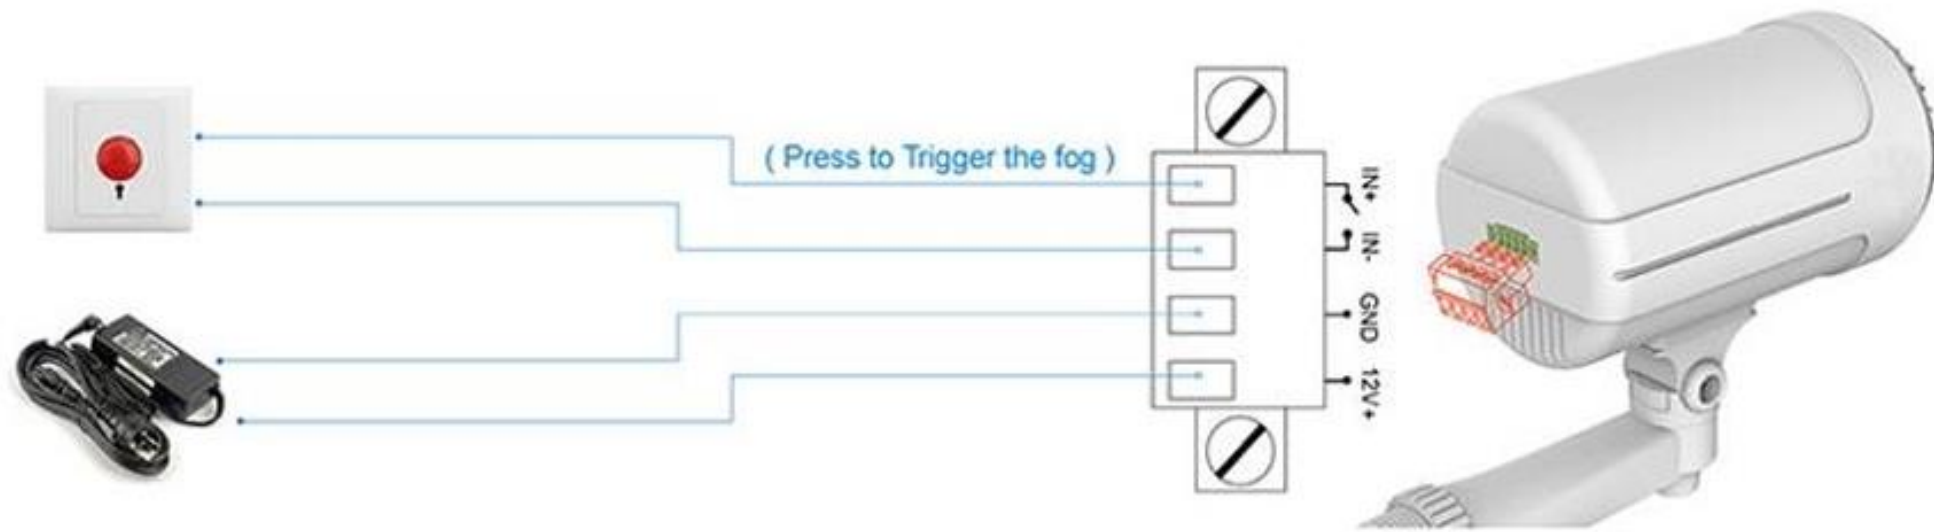 ( Press to Trigger the fog )
IN+
IN-
GND
12V+